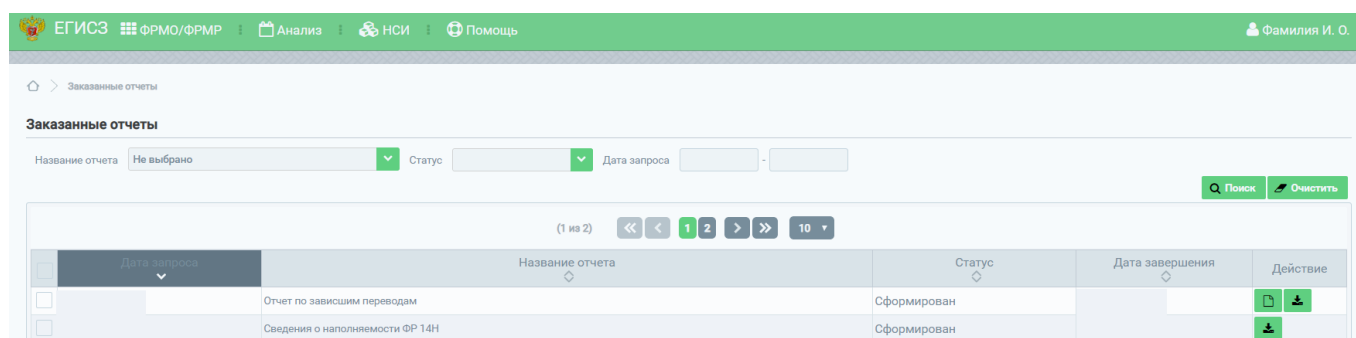 ЕГИСЗ ФРМО/ФРМР Анализ НСИ Помощь Фамилия И. О.
Заказанные отчеты
Заказанные отчеты
Название отчета Не выбрано Статус Дата запроса -
Поиск Очистить
(1 из 2) 1 2 10
Дата запроса Название отчета Статус Дата завершения Действие
Отчет по зависшим переводам Сформирован
Сведения о наполняемости ФР 14Н Сформирован